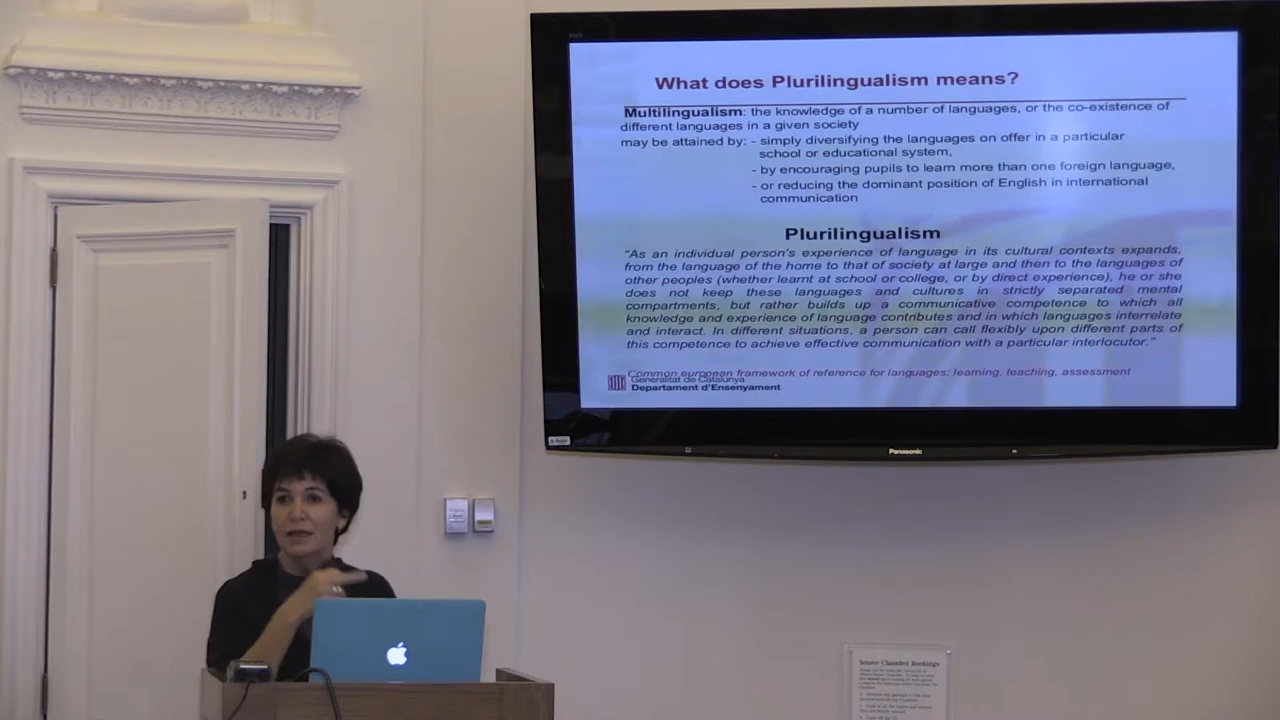 What does Plurilingualism means?
Multilingualism: the knowledge of a number of languages, or the co-existence of
different languages in a given society
may be attained by: - simply diversifying the languages on offer in a particular
school or educational system,
- by encouraging pupils to learn more than one foreign language,
- or reducing the dominant position of English in international
communication
Plurilingualism
“As an individual person’s experience of language in its cultural contexts expands,
from the language of the home to that of society at large and then to the languages of
other peoples (whether learnt at school or college, or by direct experience), he or she
does not keep these languages and cultures in strictly separated mental
compartments, but rather builds up a communicative competence to which all
knowledge and experience of language contributes and in which languages interrelate
and interact. In different situations, a person can call flexibly upon different parts of
this competence to achieve effective communication with a particular interlocutor.”
Common european framework of reference for languages: learning, teaching, assessment
Generalitat de Catalunya
Departament d'Ensenyament
Panasonic
Senate Chamber Bookings